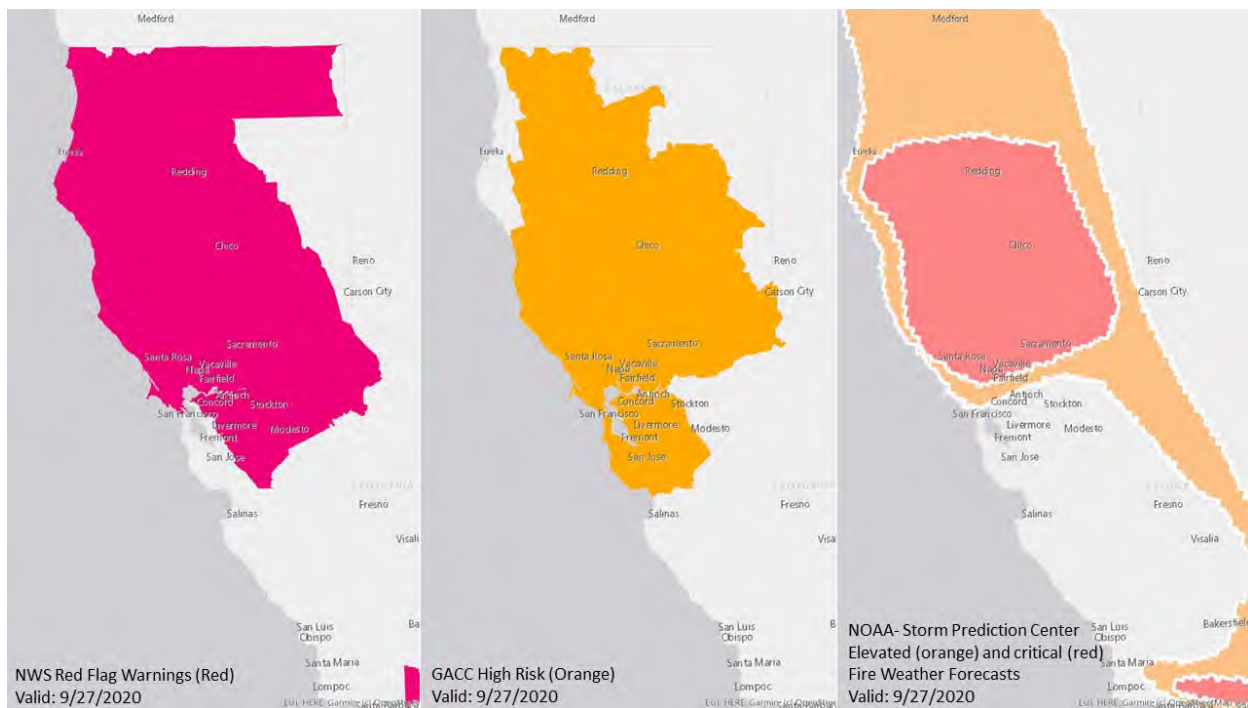 Medford
Eureka
Redding
Chico
Reno
Carson City
Sacramento
Santa Rosa
Vacaville
Napa
Fairfield
Antioch
Concord
Stockton
San Francisco
Livermore
Modesto
Fremont
San Jose
Salinas
Fresno
San Luis
Obispo
Santa Maria
Lompoc
NWS Red Flag Warnings (Red)
Valid: 9/27/2020
Eureka
Redding
Chico
Reno
Carson City
Sacramento
Santa Rosa
Vacaville
Napa
Fairfield
Antioch
Concord
Stockton
San Francisco
Livermore
Modesto
Fremont
San Jose
Salinas
Fresno
San Luis
Obispo
Santa Maria
Lompoc
GACC High Risk (Orange)
Valid: 9/27/2020
Medford
Eureka
Redding
Chico
Reno
Carson City
Sacramento
Santa Rosa
Vacaville
Napa
Fairfield
Antioch
Concord
Stockton
San Francisco
Livermore
Modesto
Fremont
San Jose
Salinas
Fresno
Visalia
Bakersfield
San Luis
Obispo
Santa Maria
Lompoc
NOAA- Storm Prediction Center
Elevated (orange) and critical (red)
Fire Weather Forecasts
Valid: 9/27/2020